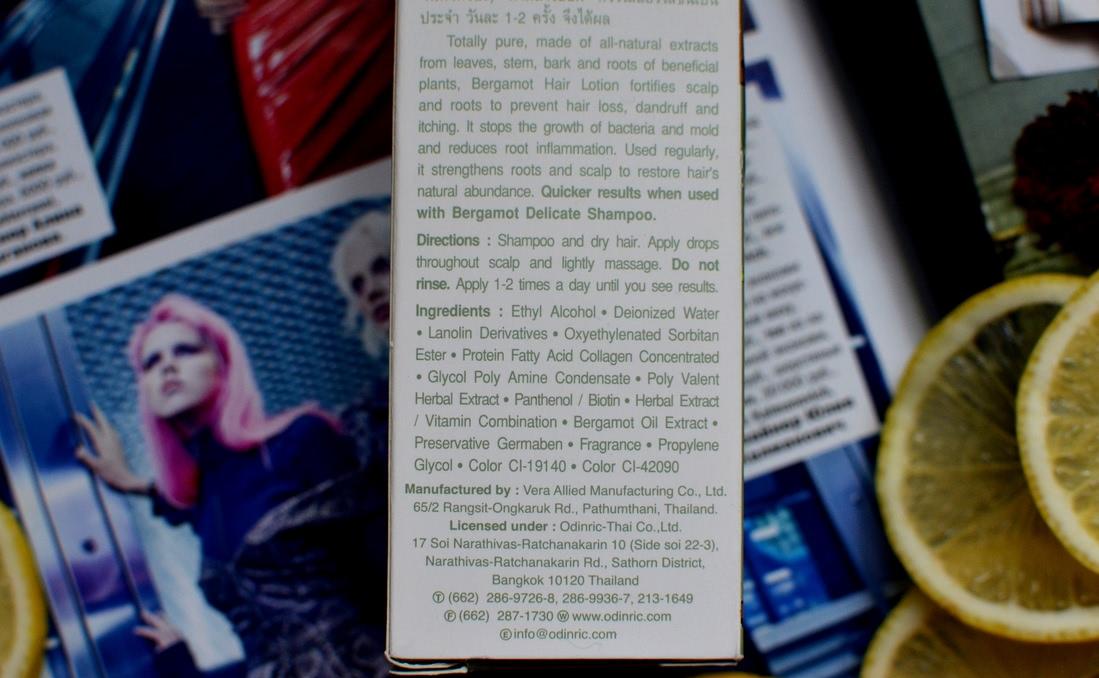 ประจำ วันละ 1-2 ครั้ง จึงได้ผล
Totally pure, made of all-natural extracts
from leaves, stem, bark and roots of beneficial
plants, Bergamot Hair Lotion fortifies scalp
and roots to prevent hair loss, dandruff and
itching. It stops the growth of bacteria and mold
and reduces root inflammation. Used regularly,
it strengthens roots and scalp to restore hair's
natural abundance. Quicker results when used
with Bergamot Delicate Shampoo.
Directions : Shampoo and dry hair. Apply drops
throughout scalp and lightly massage. Do not
rinse. Apply 1-2 times a day until you see results.
Ingredients : Ethyl Alcohol • Deionized Water
• Lanolin Derivatives • Oxyethylenated Sorbitan
Ester • Protein Fatty Acid Collagen Concentrated
• Glycol Poly Amine Condensate • Poly Valent
Herbal Extract • Panthenol / Biotin • Herbal Extract
/ Vitamin Combination • Bergamot Oil Extract •
Preservative Germaben • Fragrance • Propylene
Glycol • Color CI-19140 • Color CI-42090
Manufactured by : Vera Allied Manufacturing Co., Ltd.
65/2 Rangsit-Ongkaruk Rd., Pathumthani, Thailand.
Licensed under : Odinric-Thai Co.,Ltd.
17 Soi Narathivas-Ratchanakarin 10 (Side soi 22-3),
Narathivas-Ratchanakarin Rd., Sathorn District,
Bangkok 10120 Thailand
Ⓣ (662) 286-9726-8, 286-9936-7, 213-1649
Ⓕ (662) 287-1730 Ⓦ www.odinric.com
Ⓔ info@odinric.com